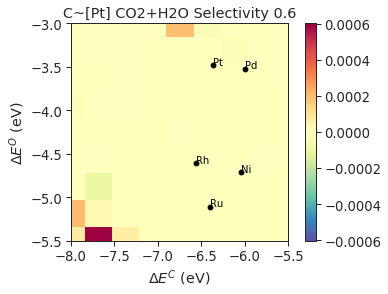 C~[Pt] CO2+H2O Selectivity 0.6
−3.0
−3.5
−4.0
−4.5
−5.0
−5.5
ΔE^O (eV)
Pt
Pd
Rh
Ni
Ru
−8.0 −7.5 −7.0 −6.5 −6.0 −5.5
ΔE^C (eV)
0.0006
0.0004
0.0002
0.0000
−0.0002
−0.0004
−0.0006